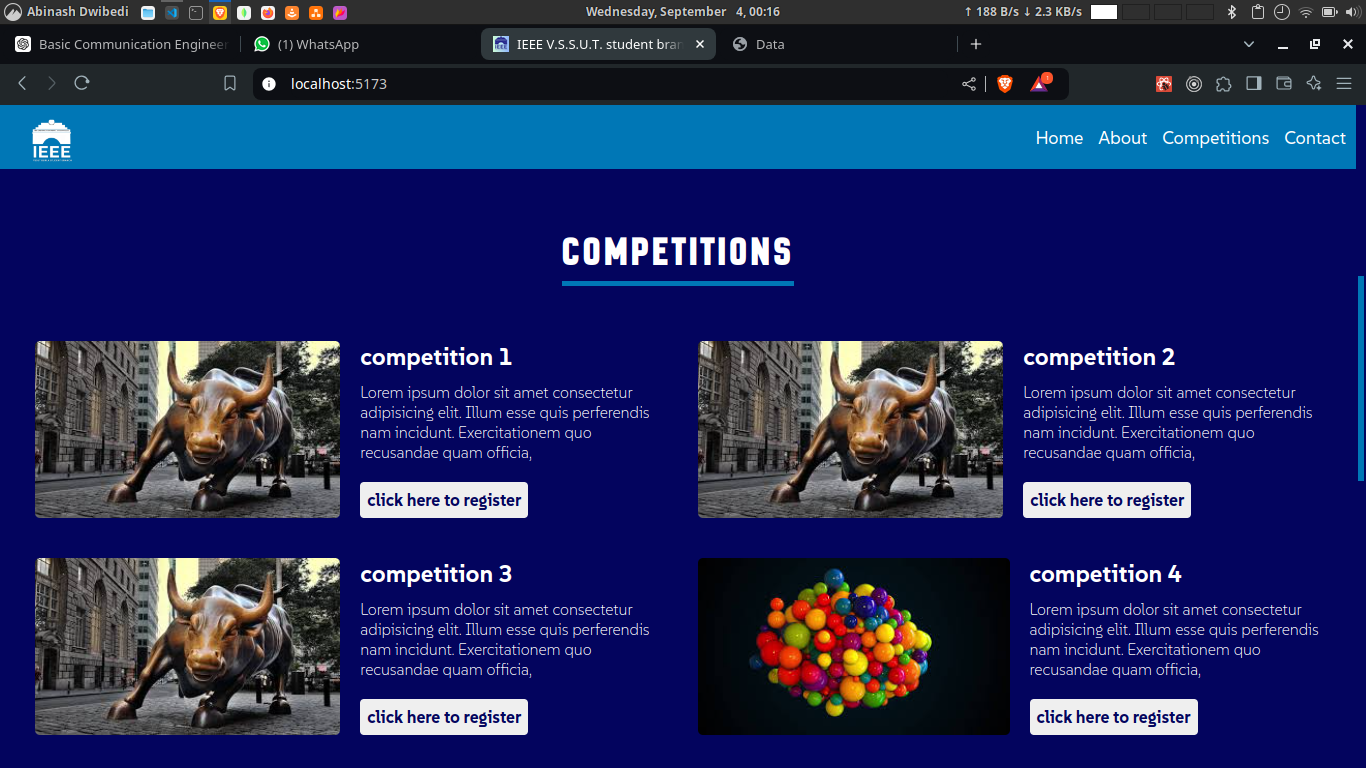 Abinash Dwibedi
Wednesday, September 4, 00:16
↑ 188 B/s ↓ 2.3 KB/s
Basic Communication Engineer
(1) WhatsApp
IEEE V.S.S.U.T. student bran
Data
localhost:5173
1
IEEE
Home About Competitions Contact
COMPETITIONS
competition 1
Lorem ipsum dolor sit amet consectetur
adipisicing elit. Illum esse quis perferendis
nam incidunt. Exercitationem quo
recusandae quam officia,
click here to register
competition 2
Lorem ipsum dolor sit amet consectetur
adipisicing elit. Illum esse quis perferendis
nam incidunt. Exercitationem quo
recusandae quam officia,
click here to register
competition 3
Lorem ipsum dolor sit amet consectetur
adipisicing elit. Illum esse quis perferendis
nam incidunt. Exercitationem quo
recusandae quam officia,
click here to register
competition 4
Lorem ipsum dolor sit amet consectetur
adipisicing elit. Illum esse quis perferendis
nam incidunt. Exercitationem quo
recusandae quam officia,
click here to register